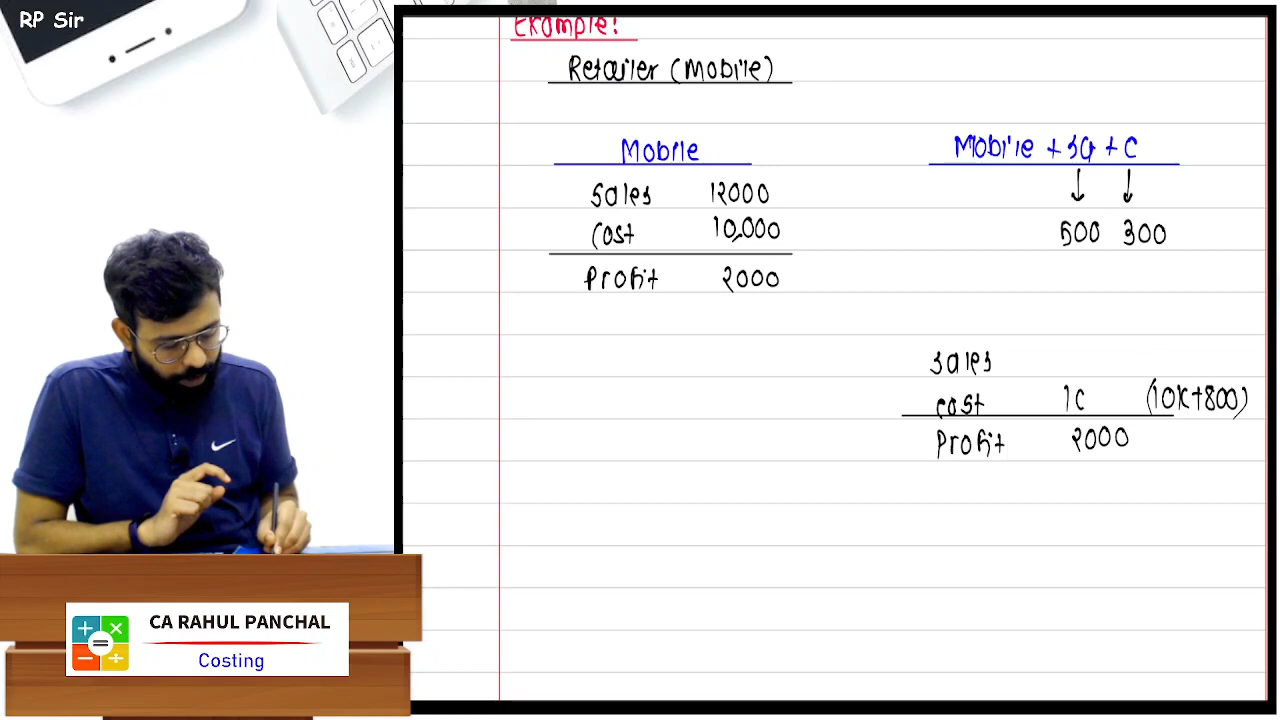 RP Sir
Example:
Retailer (Mobile)
Mobile
Sales 12000
Cost 10,000
Profit 2000
Mobile + SG + C
500 300
Sales
Cost 10 (10K+800)
Profit 2000
CA RAHUL PANCHAL
Costing